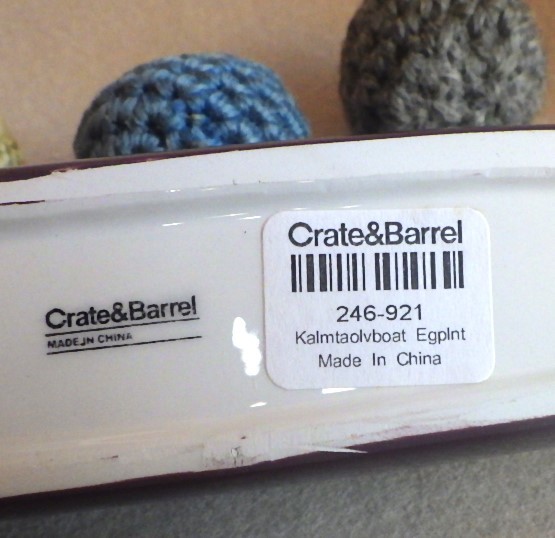 Crate&Barrel
MADE IN CHINA
Crate&Barrel
246-921
Kalmtaolvboat Egplnt
Made In China